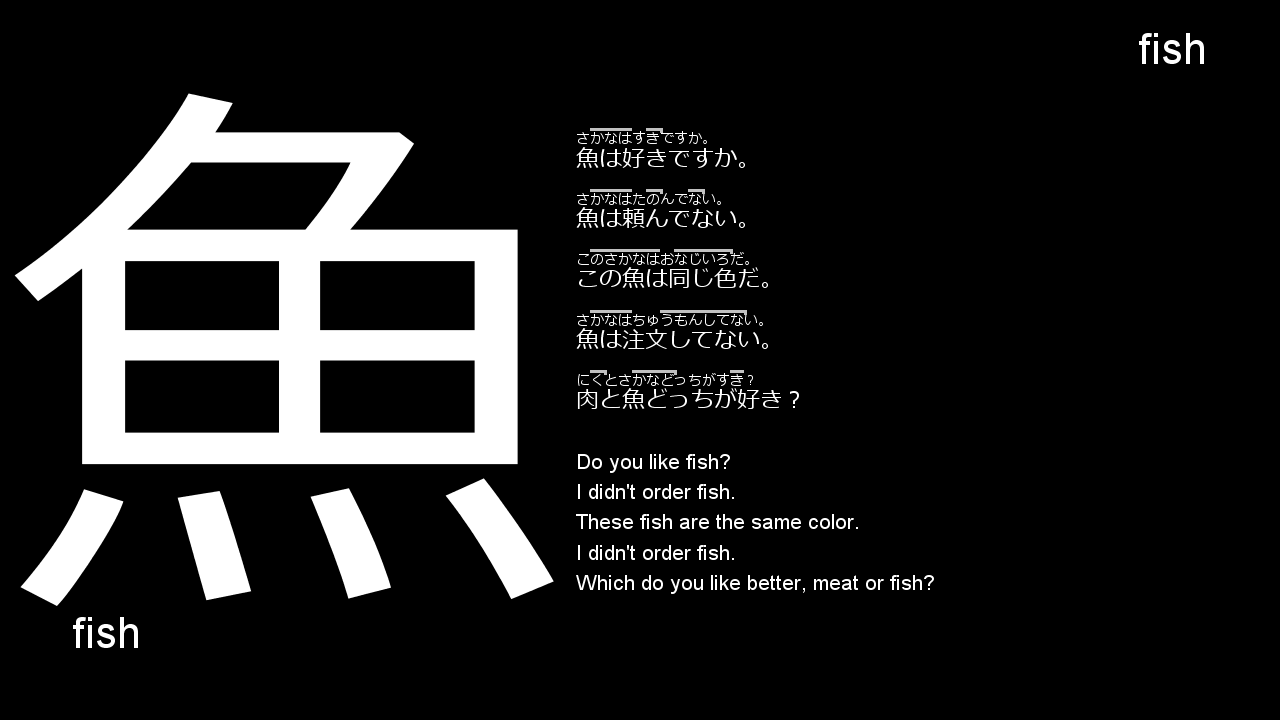 fish
魚
さかなはすきですか。
魚は好きですか。
さかなはたのんでない。
魚は頼んでない。
このさかなはおなじいろだ。
この魚は同じ色だ。
さかなはちゅうもんしてない。
魚は注文してない。
にくとさかなどっちがすき？
肉と魚どっちが好き？
Do you like fish?
I didn't order fish.
These fish are the same color.
I didn't order fish.
Which do you like better, meat or fish?
fish